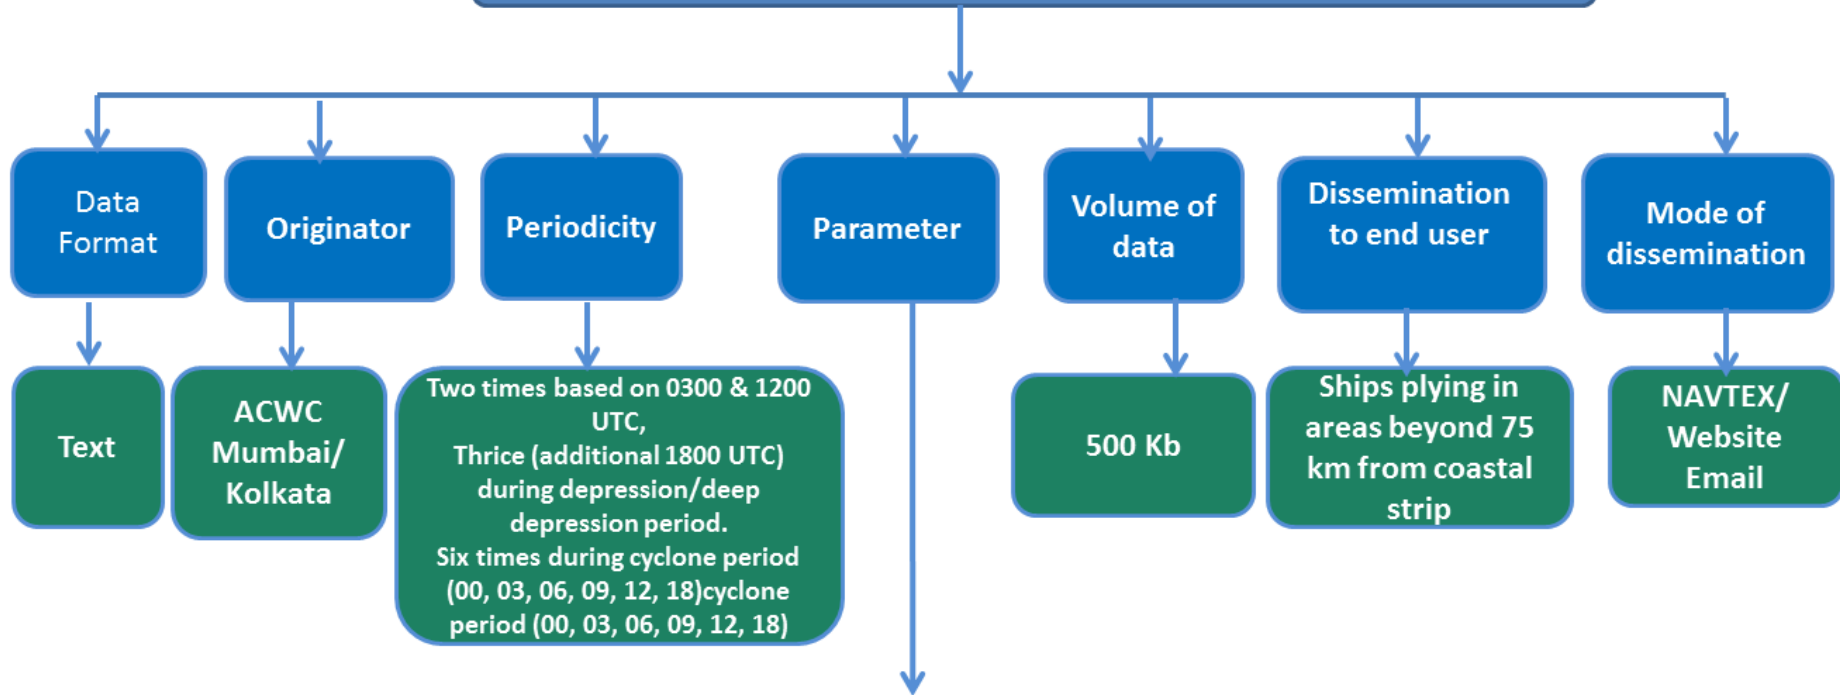 Data
Format
Originator
Periodicity
Parameter
Volume of
data
Dissemination
to end user
Mode of
dissemination
Text
ACWC
Mumbai/
Kolkata
Two times based on 0300 & 1200
UTC,
Thrice (additional 1800 UTC)
during depression/deep
depression period.
Six times during cyclone period
(00, 03, 06, 09, 12, 18)cyclone
period (00, 03, 06, 09, 12, 18)
500 Kb
Ships plying in
areas beyond 75
km from coastal
strip
NAVTEX/
Website
Email